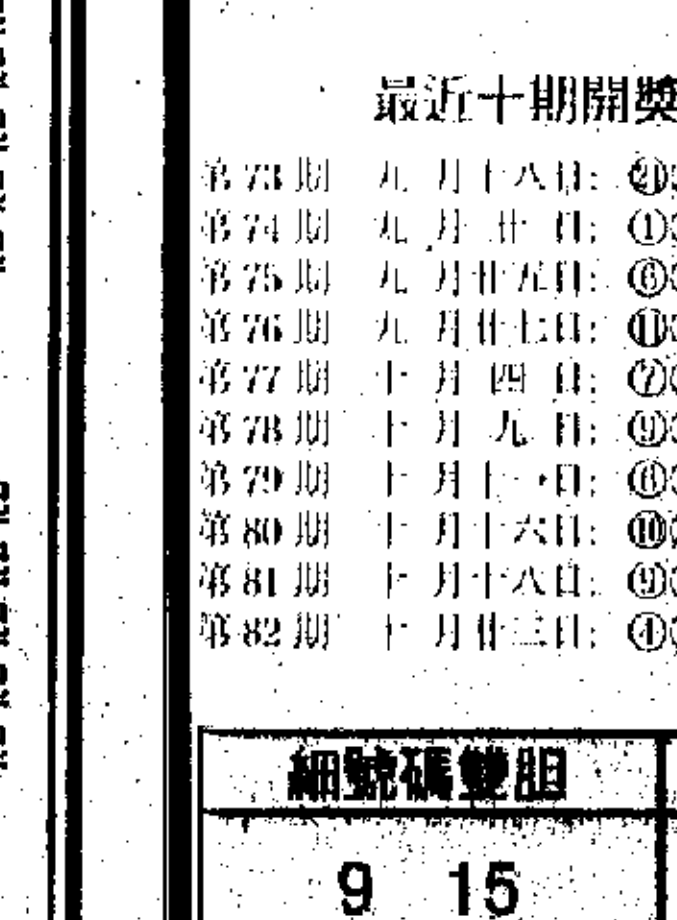 最近十期開獎
第73期 九月十八日: ㉑
第74期 九月廿日: ①
第75期 九月廿五日: ⑥
第76期 九月廿七日: ⑪
第77期 十月四日: ⑦
第78期 十月九日: ⑨
第79期 十月十一日: ⑧
第80期 十月十六日: ⑩
第81期 十月十八日: ⑨
第82期 十月廿三日: ④
細號碼雙胆
9 15